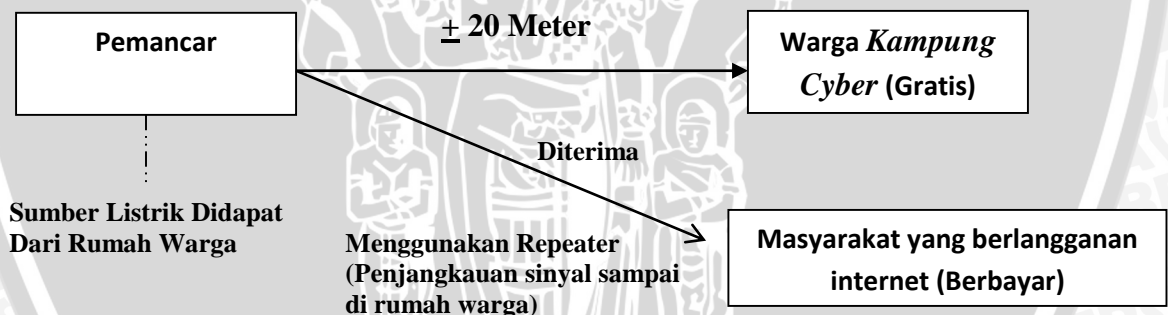 Pemancar
± 20 Meter
Warga Kampung
Cyber (Gratis)
Diterima
Sumber Listrik Didapat
Dari Rumah Warga
Menggunakan Repeater
(Penjangkauan sinyal sampai
di rumah warga)
Masyarakat yang berlangganan
internet (Berbayar)